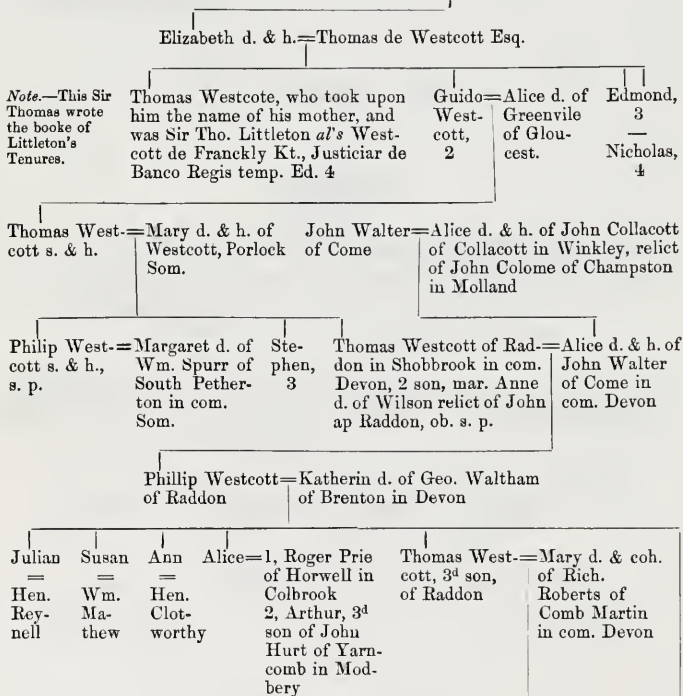 Elizabeth d. & h.=Thomas de Westcott Esq.
Note.—This Sir
Thomas wrote
the booke of
Littleton's
Tenures.
Thomas Westcote, who took upon
him the name of his mother, and
was Sir Tho. Littleton al's West-
cott de Franckly Kt., Justiciar de
Banco Regis temp. Ed. 4
Guido=Alice d. of
West-
cott,
2
Greenvile
of Glou-
cest.
Edmond,
3
—
Nicholas,
4
Thomas West-=Mary d. & h. of
cott s. & h.
Westcott, Porlock
Som.
John Walter=Alice d. & h. of John Collacott
of Come
of Collacott in Winkley, relict
of John Colome of Champston
in Molland
Philip West-=Margaret d. of
cott s. & h.,
s. p.
Wm. Spurr of
South Pether-
ton in com.
Som.
Ste-
phen,
3
Thomas Westcott of Rad-=Alice d. & h. of
don in Shobbrook in com.
Devon, 2 son, mar. Anne
d. of Wilson relict of John
ap Raddon, ob. s. p.
John Walter
of Come in
com. Devon
Phillip Westcott=Katherin d. of Geo. Waltham
of Raddon
of Brenton in Devon
Julian
=
Hen.
Rey-
nell
Susan
=
Wm.
Ma-
thew
Ann
=
Hen.
Clot-
worthy
Alice=1, Roger Prie
of Horwell in
Colbrook
2, Arthur, 3d
son of John
Hurt of Yarn-
comb in Mod-
bery
Thomas West-=Mary d. & coh.
cott, 3d son,
of Raddon
of Rich.
Roberts of
Comb Martin
in com. Devon